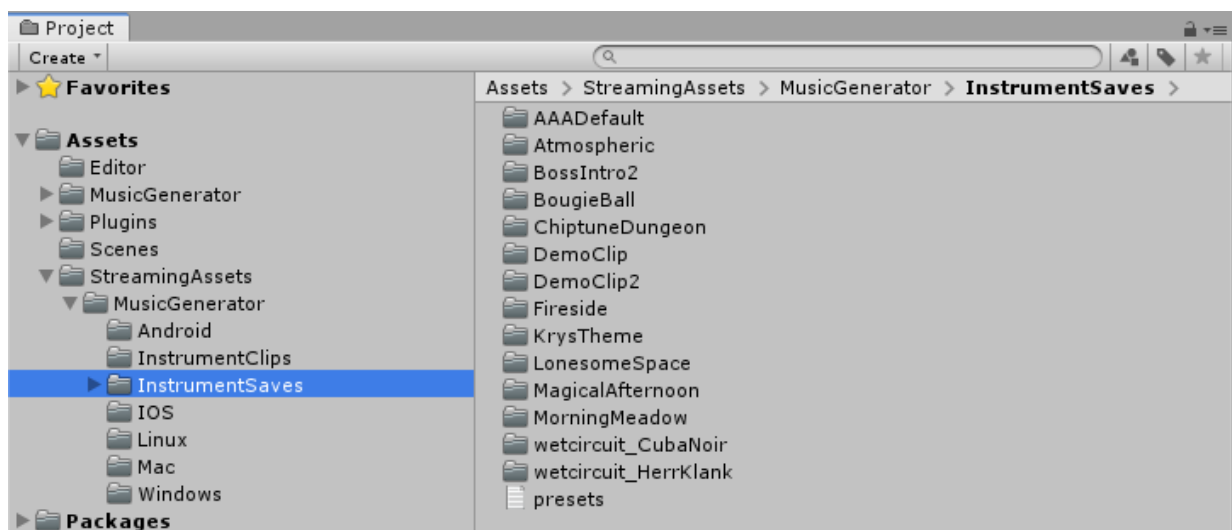 Project
Create
Favorites
Assets
Editor
MusicGenerator
Plugins
Scenes
StreamingAssets
MusicGenerator
Android
InstrumentClips
InstrumentSaves
IOS
Linux
Mac
Windows
Packages
Assets > StreamingAssets > MusicGenerator > InstrumentSaves >
AAADefault
Atmospheric
BossIntro2
BougieBall
ChiptuneDungeon
DemoClip
DemoClip2
Fireside
KrysTheme
LonesomeSpace
MagicalAfternoon
MorningMeadow
wetcircuit_CubaNoir
wetcircuit_HerrKlank
presets